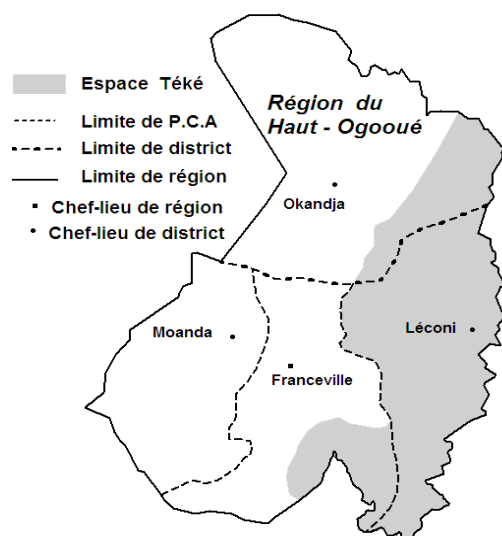 Espace Téké
Limite de P.C.A
Limite de district
Limite de région
Chef-lieu de région
Chef-lieu de district
Région du
Haut - Ogooué
Okandja
Moanda
Léconi
Franceville